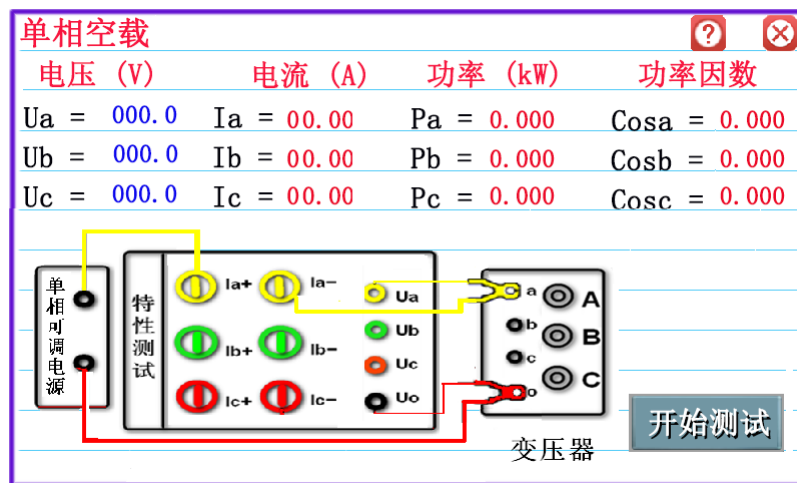 单相空载 ? ×
电压 (V) 电流 (A) 功率 (kW) 功率因数
Ua = 000.0 Ia = 00.00 Pa = 0.000 Cosa = 0.000
Ub = 000.0 Ib = 00.00 Pb = 0.000 Cosb = 0.000
Uc = 000.0 Ic = 00.00 Pc = 0.000 Cosc = 0.000
单相可调电源
特性测试
Ia+ Ia- Ua
Ib+ Ib- Ub
Uc
Ic+ Ic- Uo
a A
b B
c C
o
变压器
开始测试